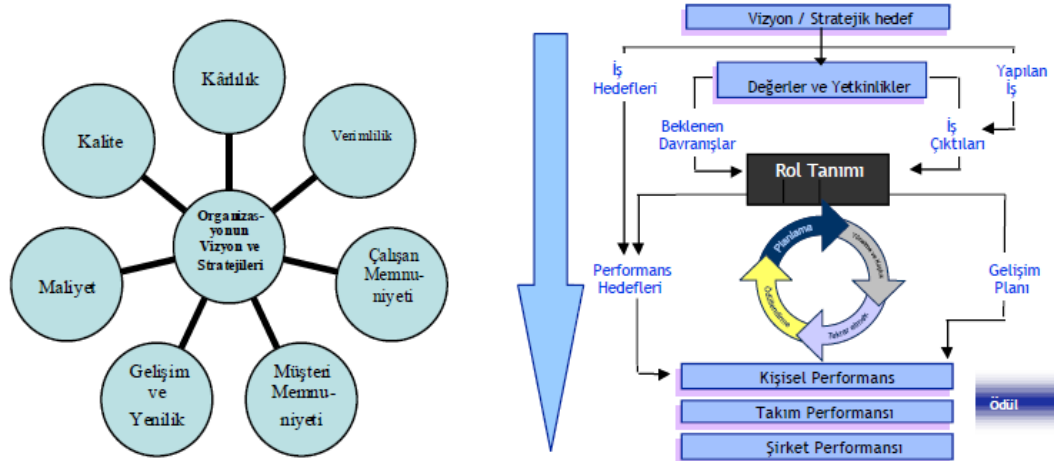 Kârlılık
Kalite
Verimlilik
Organizas-
yonun
Vizyon ve
Stratejileri
Maliyet
Çalışan
Memnu-
niyeti
Gelişim
ve
Yenilik
Müşteri
Memnu-
niyeti
Vizyon / Stratejik hedef
İş
Hedefleri
Yapılan
İş
Değerler ve Yetkinlikler
Beklenen
Davranışlar
İş
Çıktıları
Rol Tanımı
Planlama
Ödüllendirme
Performans
Hedefleri
Gelişim
Planı
Kişisel Performans
Takım Performansı
Şirket Performansı
Ödül